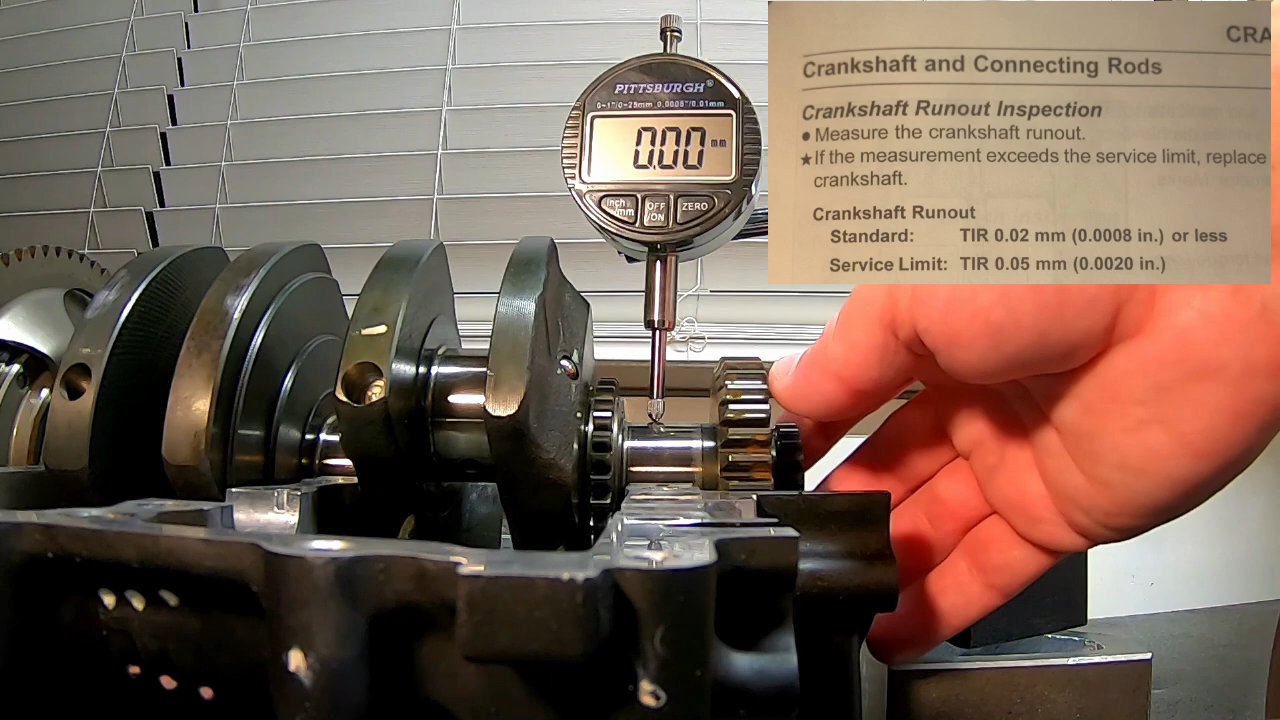 PITTSBURGH®
0~1"/0~25mm 0.0005"/0.01mm
0.00 mm
inch/mm
OFF/ON
ZERO
CRA
Crankshaft and Connecting Rods
Crankshaft Runout Inspection
● Measure the crankshaft runout.
★ If the measurement exceeds the service limit, replace
crankshaft.
Crankshaft Runout
Standard: TIR 0.02 mm (0.0008 in.) or less
Service Limit: TIR 0.05 mm (0.0020 in.)